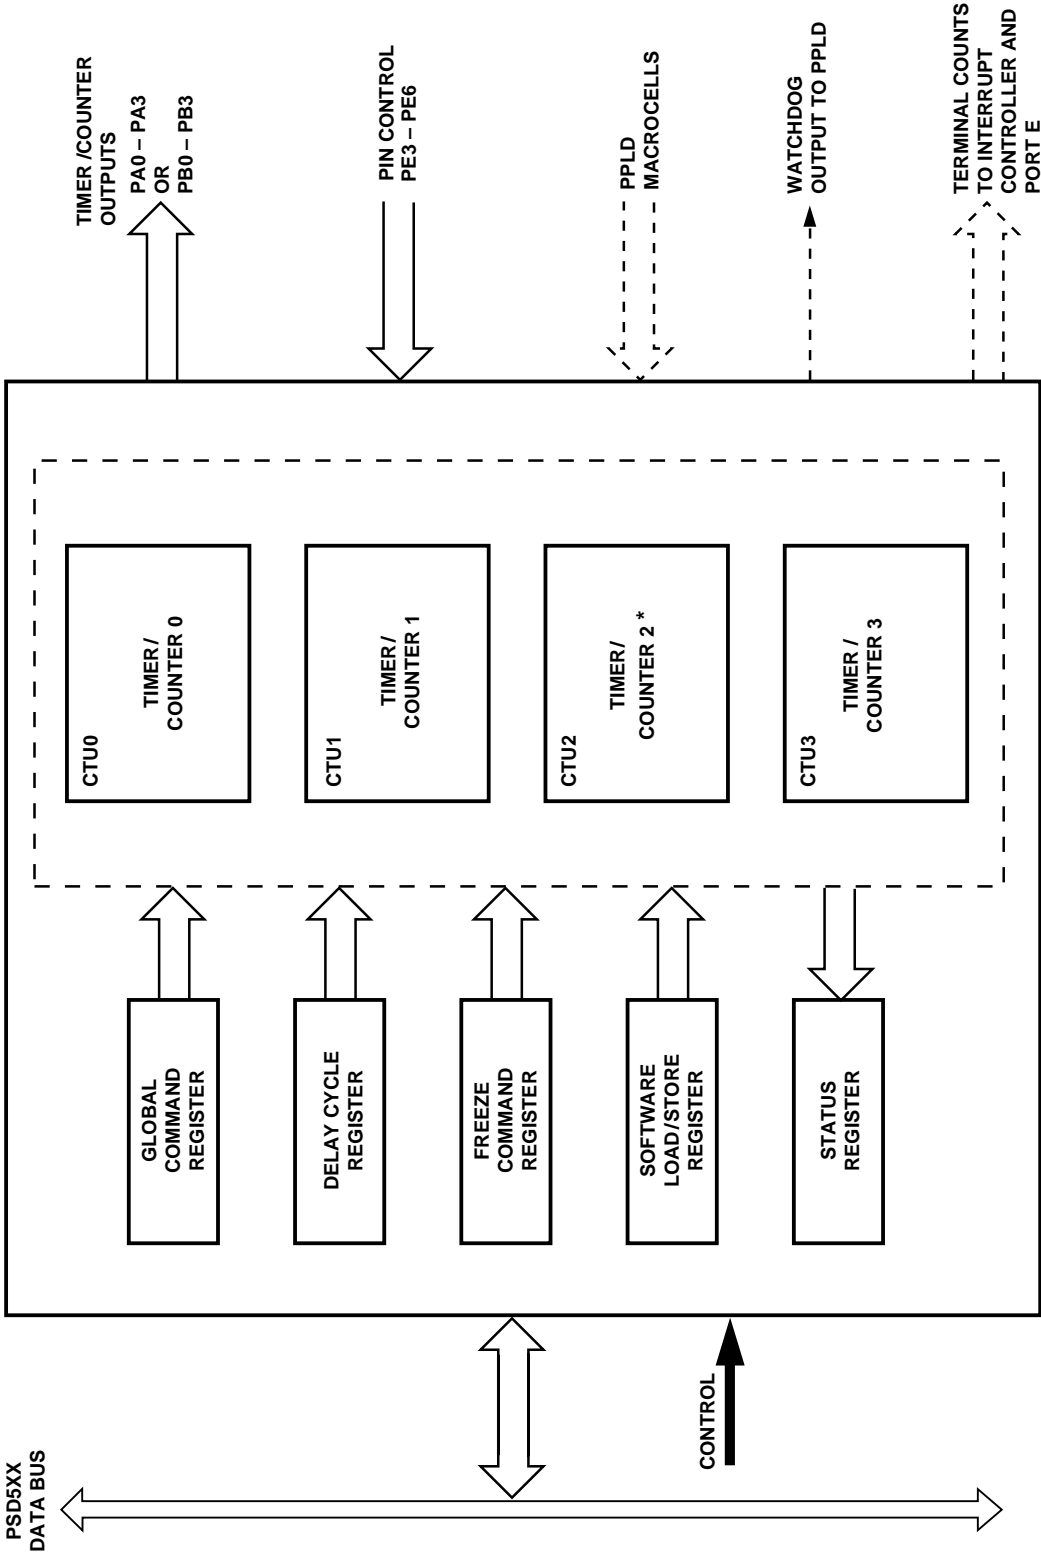 PSD5XX
DATA BUS
CONTROL
GLOBAL
COMMAND
REGISTER
DELAY CYCLE
REGISTER
FREEZE
COMMAND
REGISTER
SOFTWARE
LOAD/STORE
REGISTER
STATUS
REGISTER
CTU0
TIMER/
COUNTER 0
CTU1
TIMER/
COUNTER 1
CTU2
TIMER/
COUNTER 2 *
CTU3
TIMER /
COUNTER 3
TIMER /COUNTER
OUTPUTS
PA0 – PA3
OR
PB0 – PB3
PIN CONTROL
PE3 – PE6
PPLD
MACROCELLS
WATCHDOG
OUTPUT TO PPLD
TERMINAL COUNTS
TO INTERRUPT
CONTROLLER AND
PORT E